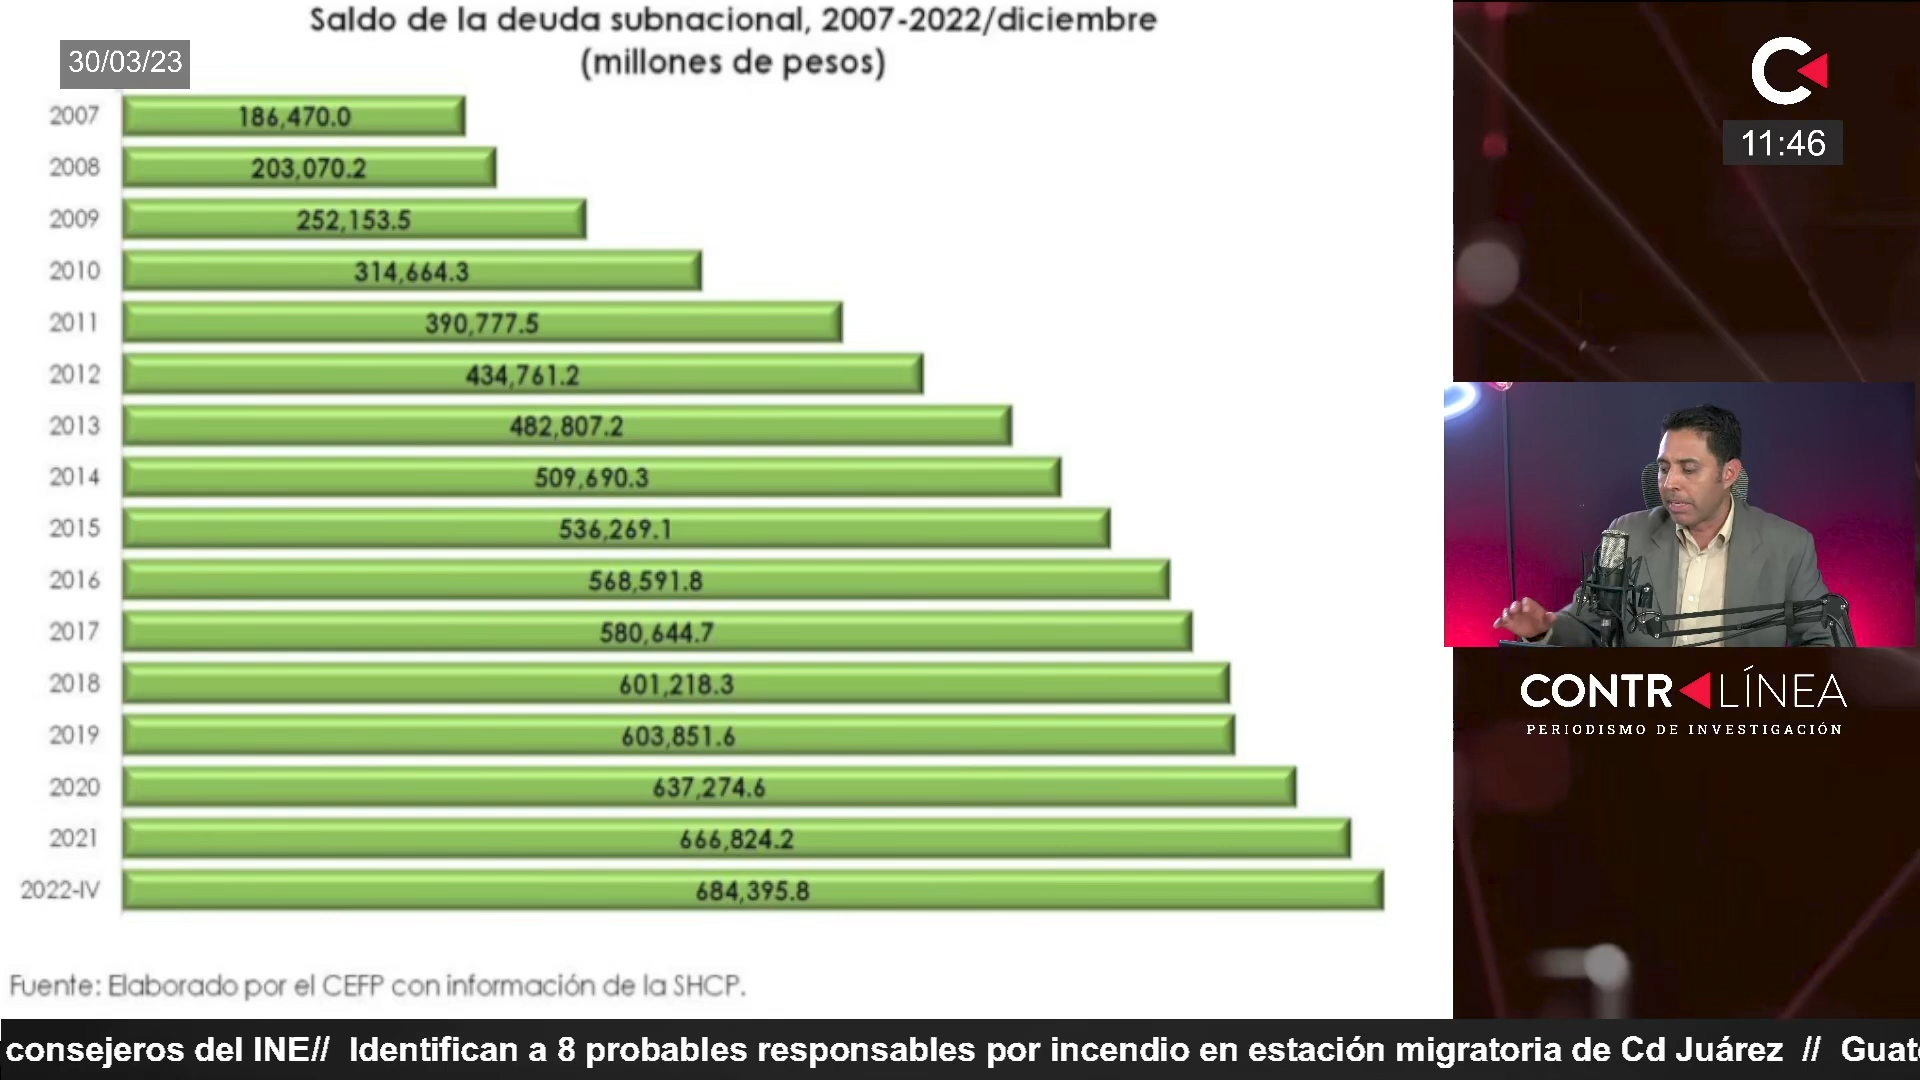 Saldo de la deuda subnacional, 2007-2022/diciembre
(millones de pesos)
30/03/23
2007 186,470.0
2008 203,070.2
2009 252,153.5
2010 314,664.3
2011 390,777.5
2012 434,761.2
2013 482,807.2
2014 509,690.3
2015 536,269.1
2016 568,591.8
2017 580,644.7
2018 601,218.3
2019 603,851.6
2020 637,274.6
2021 666,824.2
2022-IV 684,395.8
Fuente: Elaborado por el CEFP con información de la SHCP.
11:46
CONTR LÍNEA
PERIODISMO DE INVESTIGACIÓN
consejeros del INE// Identifican a 8 probables responsables por incendio en estación migratoria de Cd Juárez //